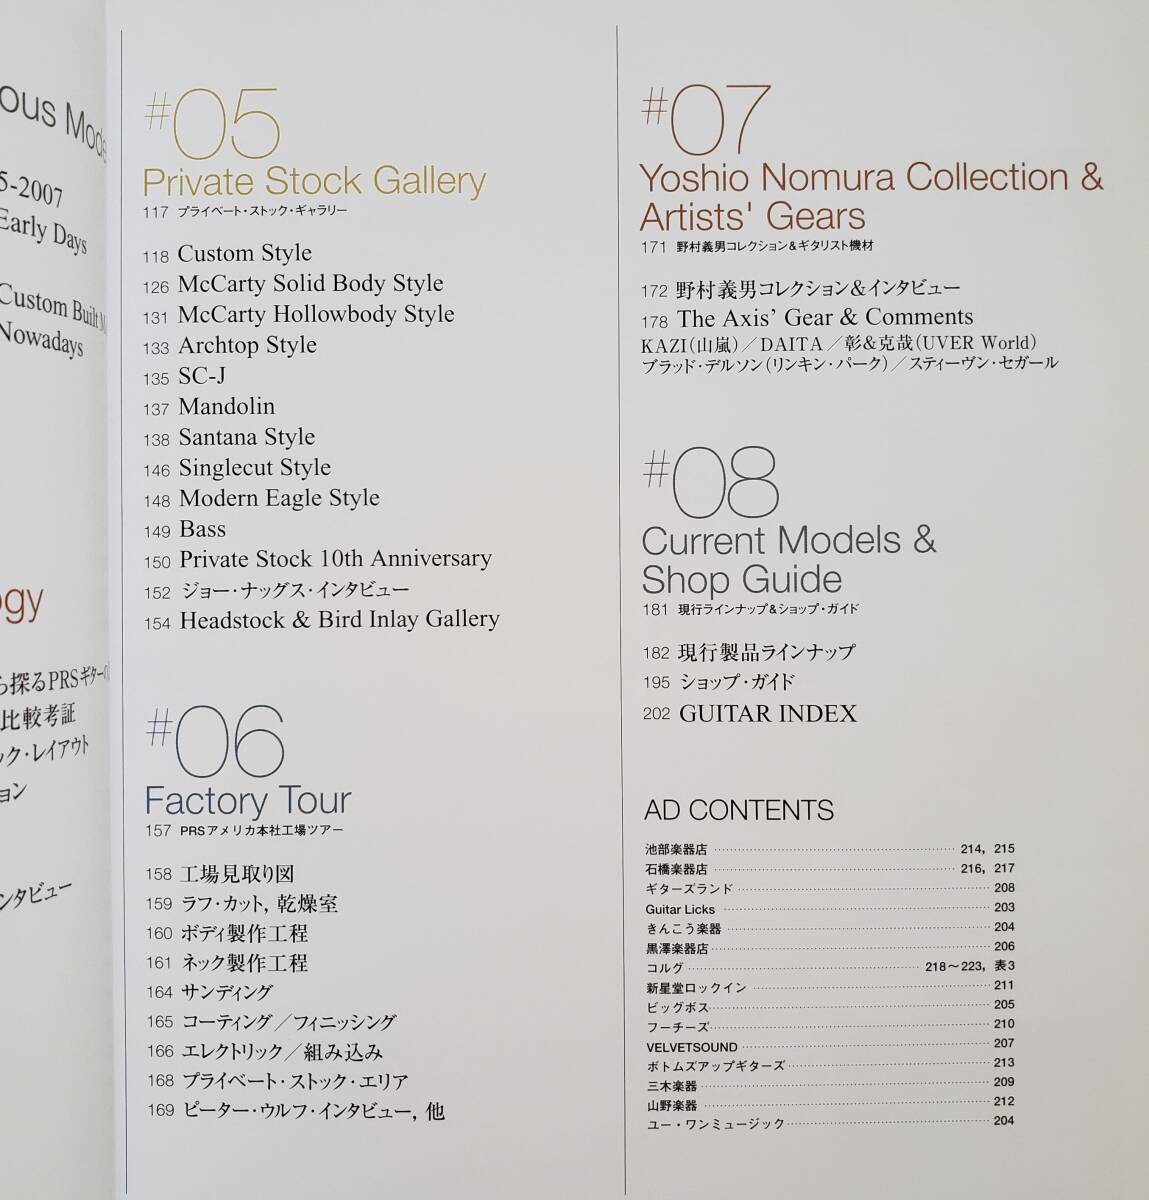 ous Mode
5-2007
Early Days
Custom Built M
Nowadays
ogy
ら探るPRSギターの
比較考証
ック・レイアウト
ョン
ンタビュー
#05
Private Stock Gallery
117 プライベート・ストック・ギャラリー
118 Custom Style
126 McCarty Solid Body Style
131 McCarty Hollowbody Style
133 Archtop Style
135 SC-J
137 Mandolin
138 Santana Style
146 Singlecut Style
148 Modern Eagle Style
149 Bass
150 Private Stock 10th Anniversary
152 ジョー・ナッグス・インタビュー
154 Headstock & Bird Inlay Gallery
#06
Factory Tour
157 PRSアメリカ本社工場ツアー
158 工場見取り図
159 ラフ・カット, 乾燥室
160 ボディ製作工程
161 ネック製作工程
164 サンディング
165 コーティング／フィニッシング
166 エレクトリック／組み込み
168 プライベート・ストック・エリア
169 ピーター・ウルフ・インタビュー, 他
#07
Yoshio Nomura Collection &
Artists' Gears
171 野村義男コレクション&ギタリスト機材
172 野村義男コレクション&インタビュー
178 The Axis' Gear & Comments
KAZI（山嵐）／DAITA／彰&克哉（UVER World）
ブラッド・デルソン（リンキン・パーク）／スティーヴン・セガール
#08
Current Models &
Shop Guide
181 現行ラインナップ&ショップ・ガイド
182 現行製品ラインナップ
195 ショップ・ガイド
202 GUITAR INDEX
AD CONTENTS
池部楽器店 214, 215
石橋楽器店 216, 217
ギターズランド 208
Guitar Licks 203
きんこう楽器 204
黒澤楽器店 206
コルグ 218〜223, 表3
新星堂ロックイン 211
ビッグボス 205
フーチーズ 210
VELVETSOUND 207
ボトムズアップギターズ 213
三木楽器 209
山野楽器 212
ユー・ワンミュージック 204